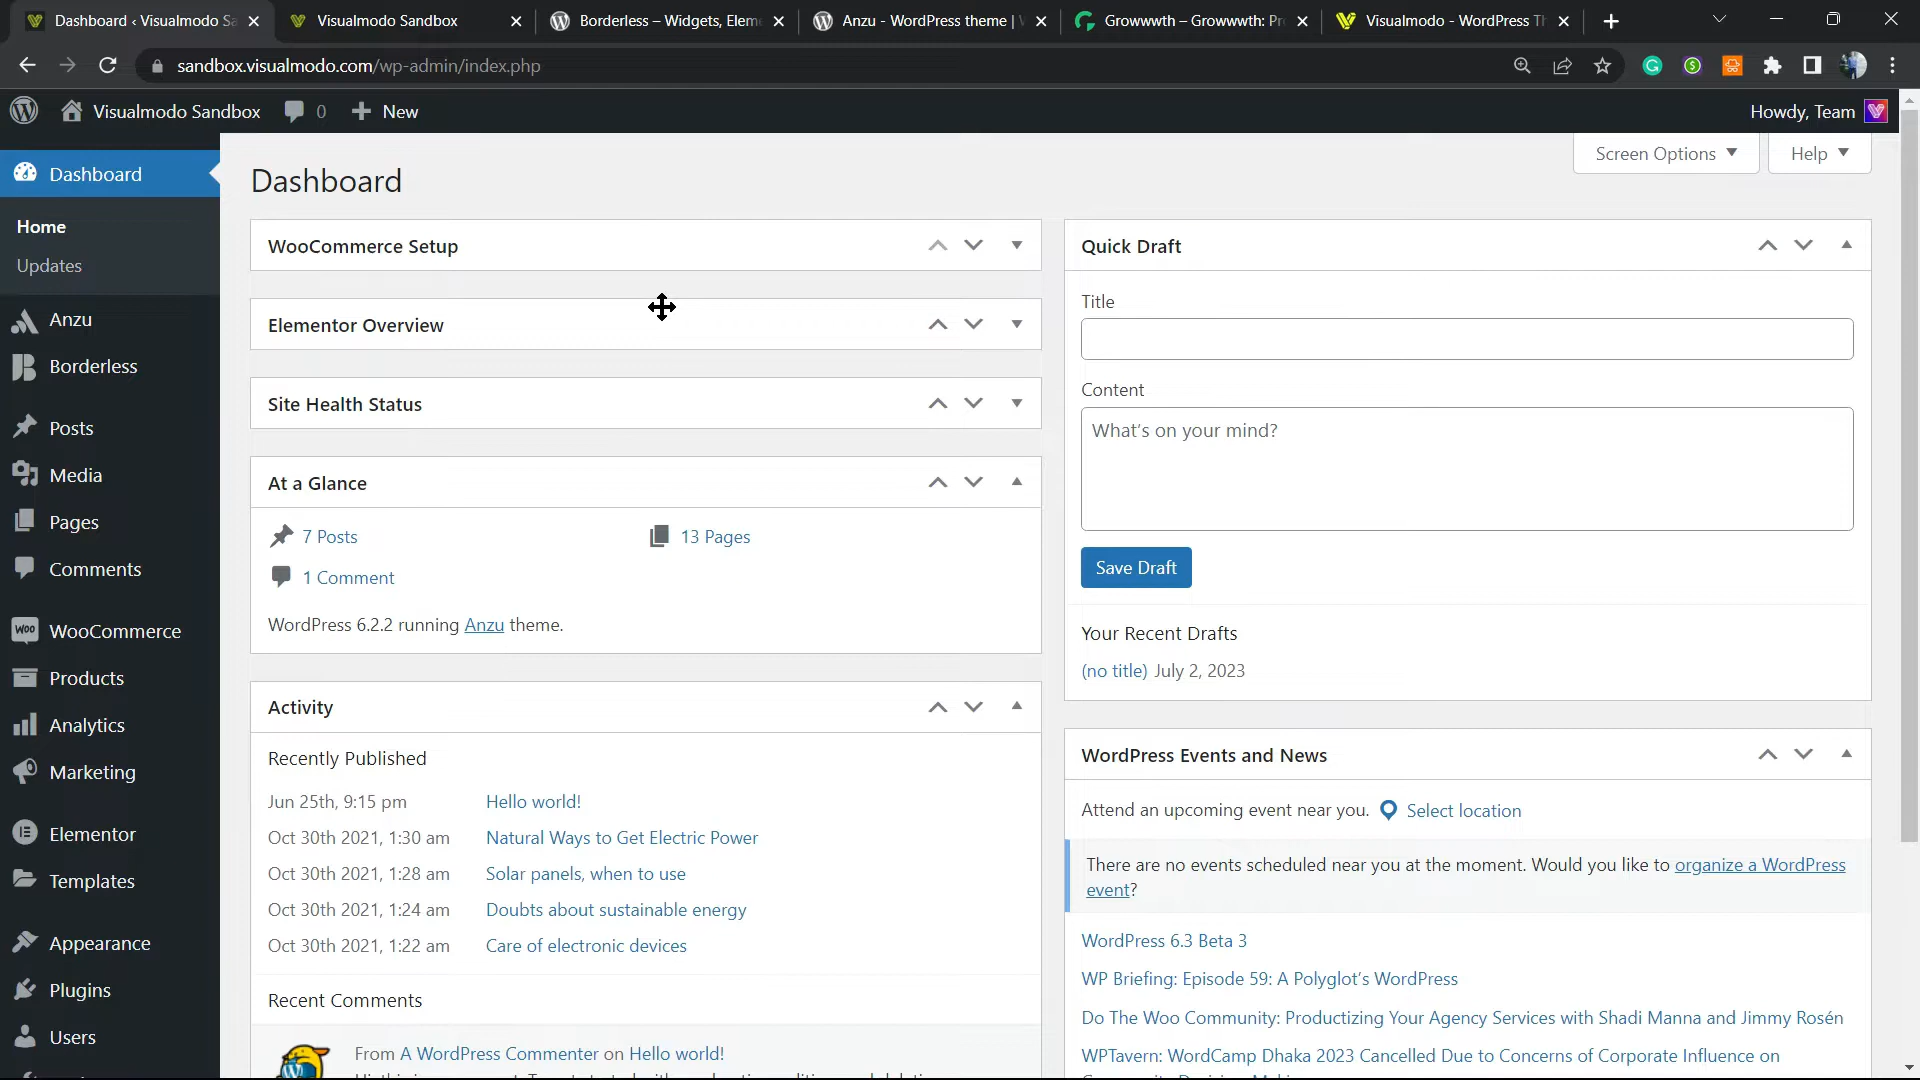 Dashboard ‹ Visualmodo Sa
Visualmodo Sandbox
Borderless – Widgets, Elem
Anzu - WordPress theme |
Growwwth – Growwwth: Pr
Visualmodo - WordPress Th
sandbox.visualmodo.com/wp-admin/index.php
Visualmodo Sandbox
0
New
Howdy, Team
Screen Options
Help
Dashboard
Home
Updates
Anzu
Borderless
Posts
Media
Pages
Comments
WooCommerce
Products
Analytics
Marketing
Elementor
Templates
Appearance
Plugins
Users
Dashboard
WooCommerce Setup
Elementor Overview
Site Health Status
At a Glance
7 Posts
13 Pages
1 Comment
WordPress 6.2.2 running Anzu theme.
Activity
Recently Published
Jun 25th, 9:15 pm Hello world!
Oct 30th 2021, 1:30 am Natural Ways to Get Electric Power
Oct 30th 2021, 1:28 am Solar panels, when to use
Oct 30th 2021, 1:24 am Doubts about sustainable energy
Oct 30th 2021, 1:22 am Care of electronic devices
Recent Comments
From A WordPress Commenter on Hello world!
Quick Draft
Title
Content
What's on your mind?
Save Draft
Your Recent Drafts
(no title) July 2, 2023
WordPress Events and News
Attend an upcoming event near you. Select location
There are no events scheduled near you at the moment. Would you like to organize a WordPress
event?
WordPress 6.3 Beta 3
WP Briefing: Episode 59: A Polyglot's WordPress
Do The Woo Community: Productizing Your Agency Services with Shadi Manna and Jimmy Rosén
WPTavern: WordCamp Dhaka 2023 Cancelled Due to Concerns of Corporate Influence on